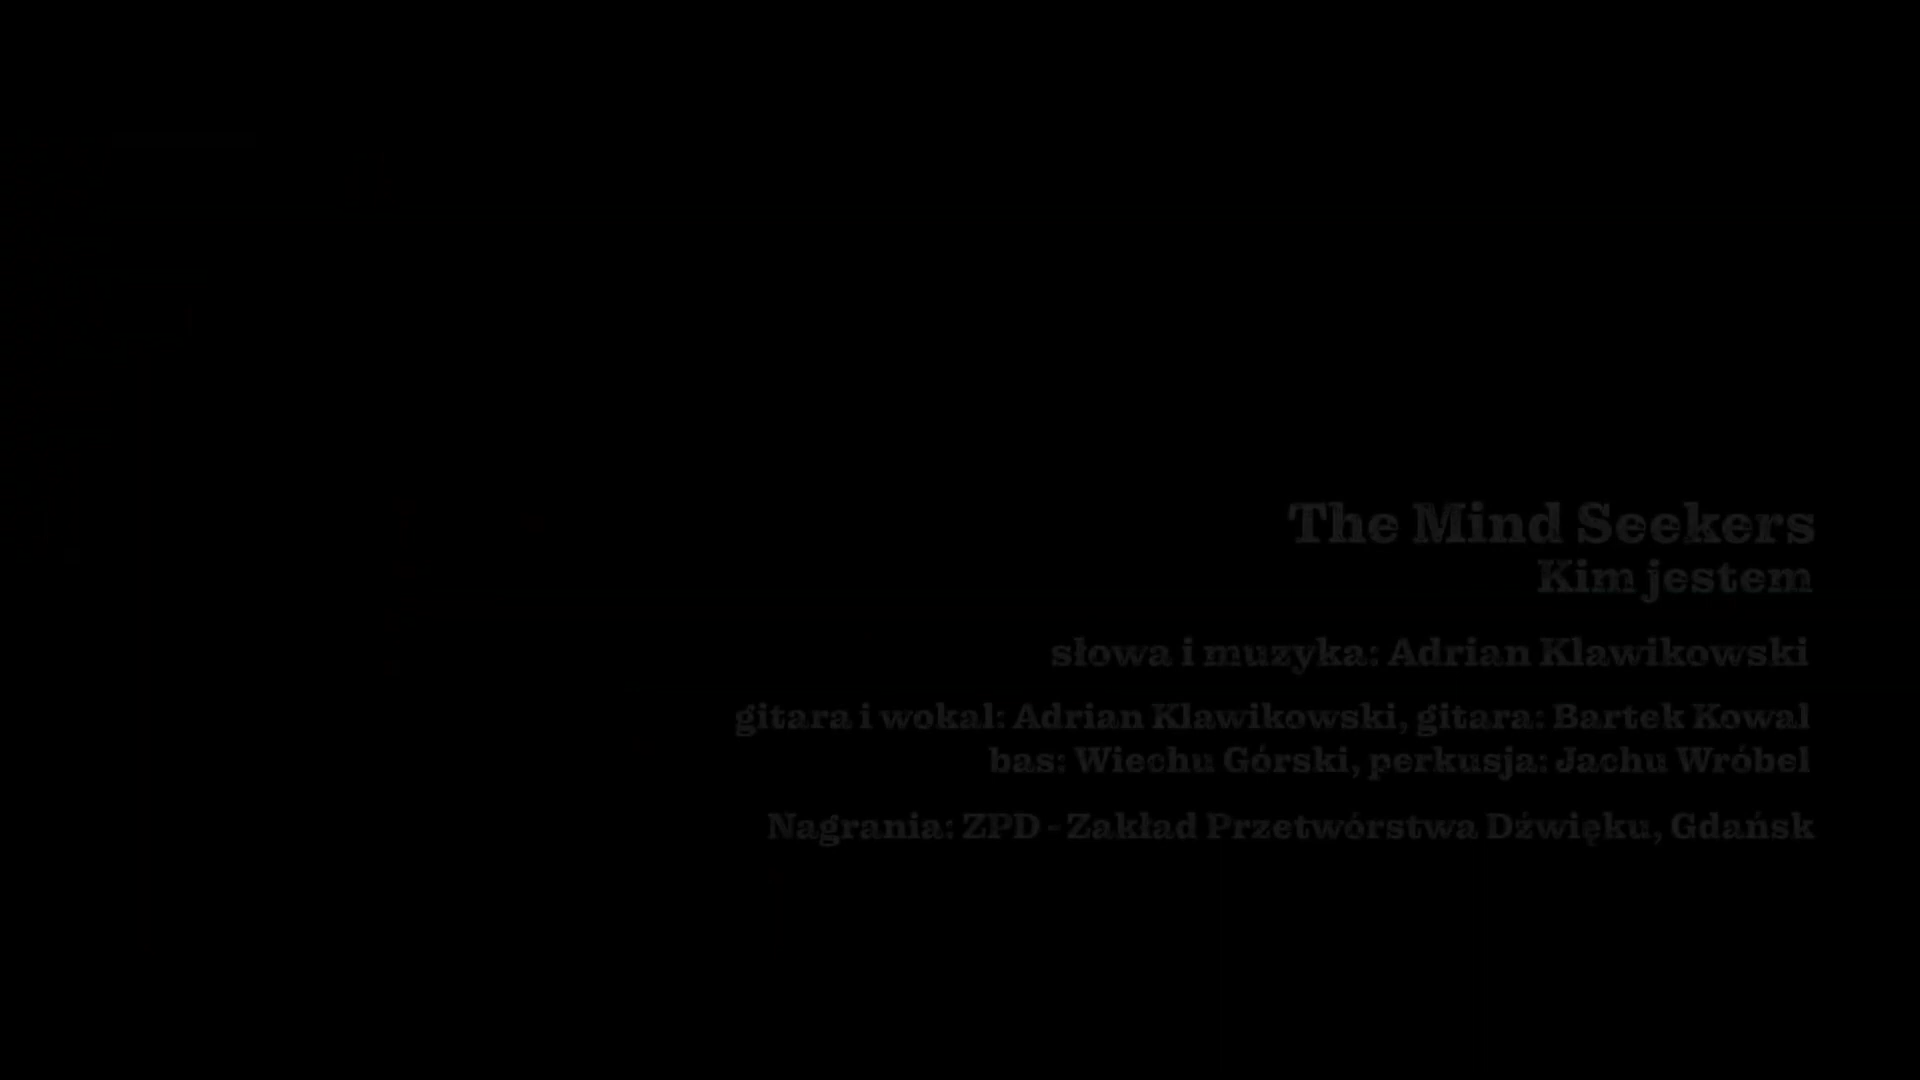 The Mind Seekers
Kim jestem
słowa i muzyka: Adrian Klawikowski
gitara i wokal: Adrian Klawikowski, gitara: Bartek Kowal
bas: Wiechu Górski, perkusja: Jachu Wróbel
Nagrania: ZPD - Zakład Przetwórstwa Dźwięku, Gdańsk